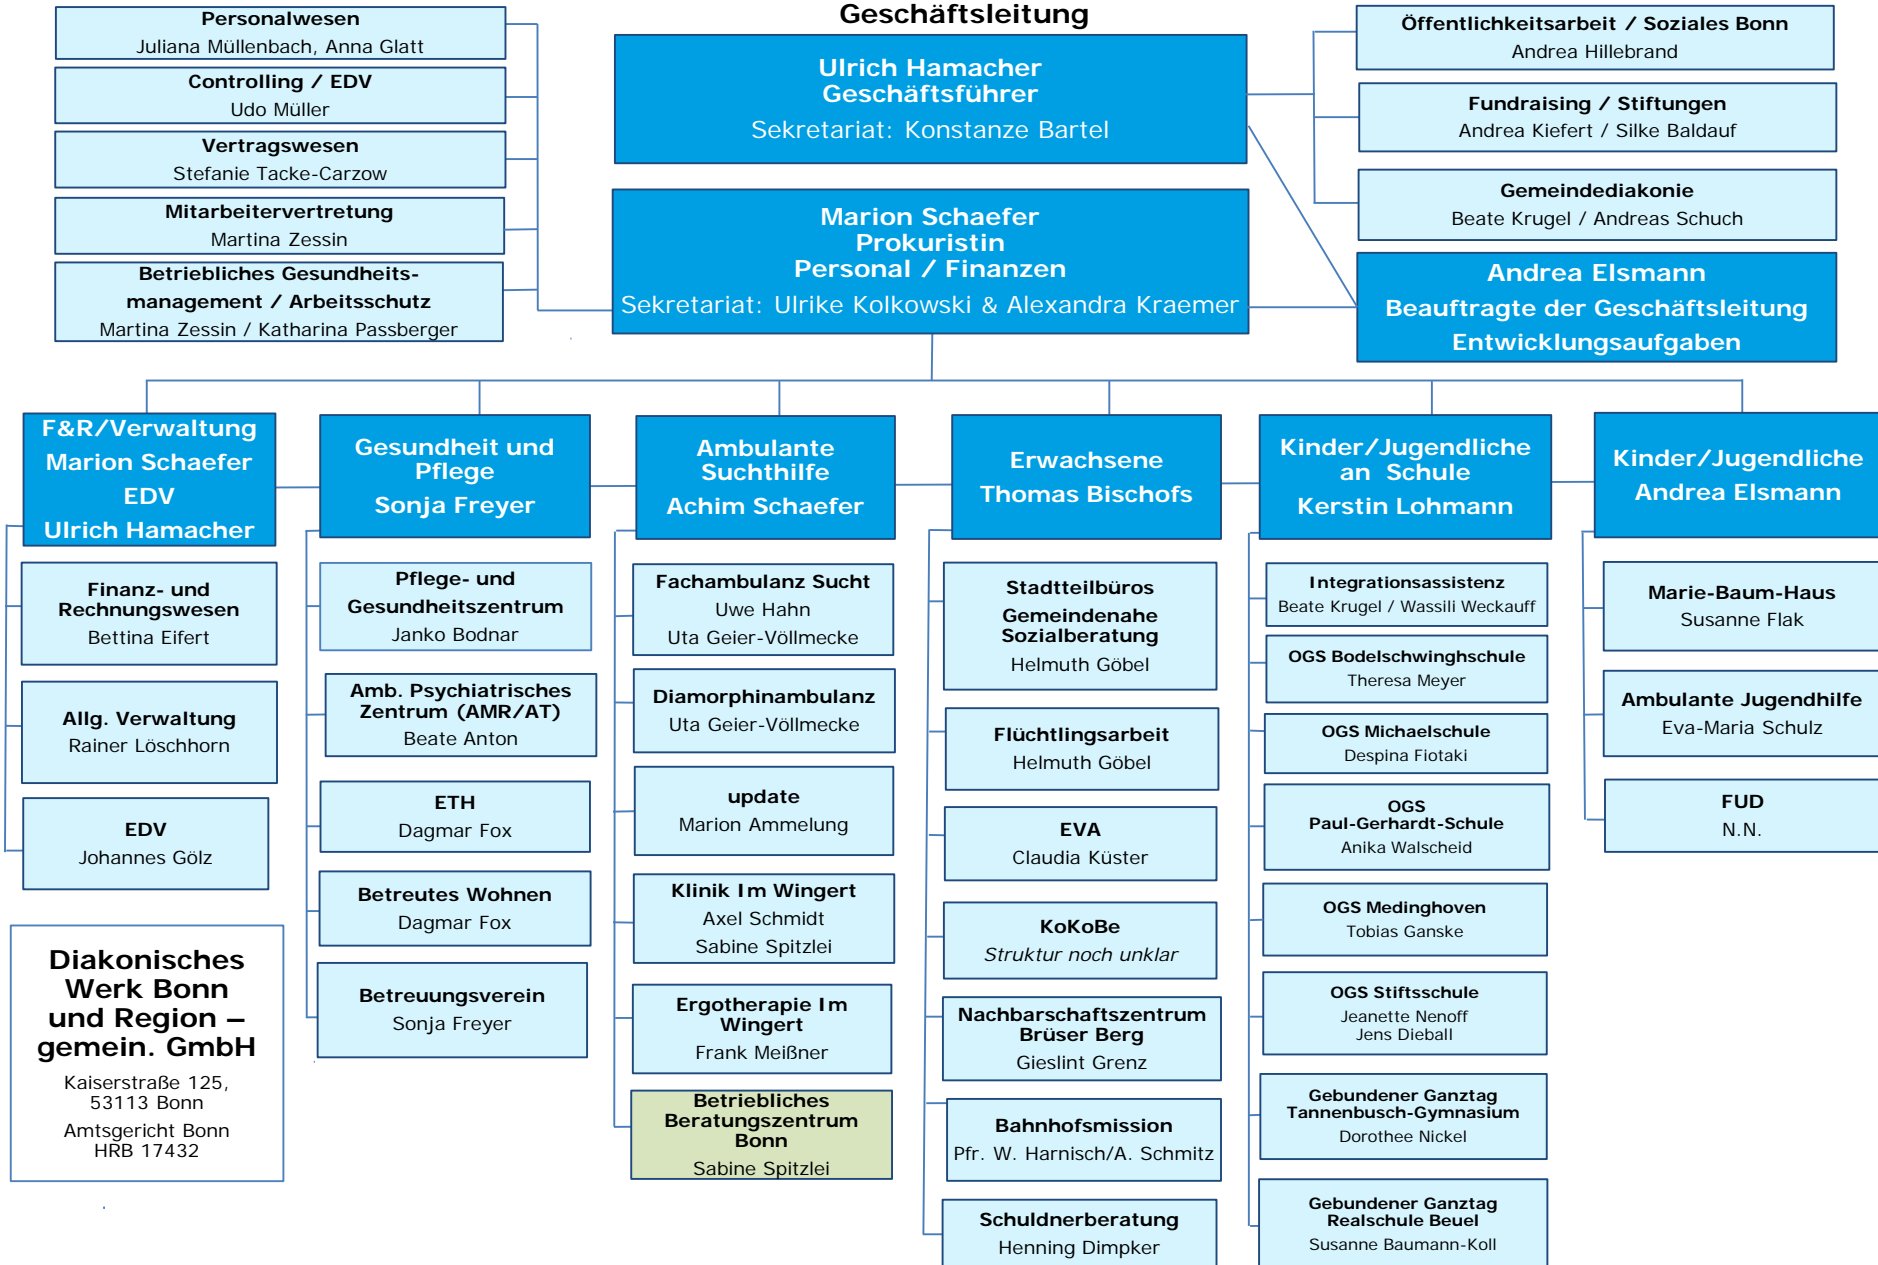 Geschäftsleitung
Personalwesen
Juliana Müllenbach, Anna Glatt
Controlling / EDV
Udo Müller
Vertragswesen
Stefanie Tacke-Carzow
Mitarbeitervertretung
Martina Zessin
Betriebliches Gesundheits-
management / Arbeitsschutz
Martina Zessin / Katharina Passberger
Ulrich Hamacher
Geschäftsführer
Sekretariat: Konstanze Bartel
Marion Schaefer
Prokuristin
Personal / Finanzen
Sekretariat: Ulrike Kolkowski & Alexandra Kraemer
Öffentlichkeitsarbeit / Soziales Bonn
Andrea Hillebrand
Fundraising / Stiftungen
Andrea Kiefert / Silke Baldauf
Gemeindediakonie
Beate Krugel / Andreas Schuch
Andrea Elsmann
Beauftragte der Geschäftsleitung
Entwicklungsaufgaben
F&R/Verwaltung
Marion Schaefer
EDV
Ulrich Hamacher
Finanz- und
Rechnungswesen
Bettina Eifert
Allg. Verwaltung
Rainer Löschhorn
EDV
Johannes Gölz
Gesundheit und
Pflege
Sonja Freyer
Pflege- und
Gesundheitszentrum
Janko Bodnar
Amb. Psychiatrisches
Zentrum (AMR/AT)
Beate Anton
ETH
Dagmar Fox
Betreutes Wohnen
Dagmar Fox
Betreuungsverein
Sonja Freyer
Ambulante
Suchthilfe
Achim Schaefer
Fachambulanz Sucht
Uwe Hahn
Uta Geier-Völlmecke
Diamorphinambulanz
Uta Geier-Völlmecke
update
Marion Ammelung
Klinik Im Wingert
Axel Schmidt
Sabine Spitzlei
Ergotherapie Im
Wingert
Frank Meißner
Betriebliches
Beratungszentrum
Bonn
Sabine Spitzlei
Erwachsene
Thomas Bischofs
Stadtteilbüros
Gemeindenahe
Sozialberatung
Helmuth Göbel
Flüchtlingsarbeit
Helmuth Göbel
EVA
Claudia Küster
KoKoBe
Struktur noch unklar
Nachbarschaftszentrum
Brüser Berg
Gieslint Grenz
Bahnhofsmission
Pfr. W. Harnisch/A. Schmitz
Schuldnerberatung
Henning Dimpker
Kinder/Jugendliche
an Schule
Kerstin Lohmann
Integrationsassistenz
Beate Krugel / Wassili Weckauff
OGS Bodelschwinghschule
Theresa Meyer
OGS Michaelschule
Despina Fiotaki
OGS
Paul-Gerhardt-Schule
Anika Walscheid
OGS Medinghoven
Tobias Ganske
OGS Stiftsschule
Jeanette Nenoff
Jens Dieball
Gebundener Ganztag
Tannenbusch-Gymnasium
Dorothee Nickel
Gebundener Ganztag
Realschule Beuel
Susanne Baumann-Koll
Kinder/Jugendliche
Andrea Elsmann
Marie-Baum-Haus
Susanne Flak
Ambulante Jugendhilfe
Eva-Maria Schulz
FUD
N.N.
Diakonisches
Werk Bonn
und Region –
gemein. GmbH
Kaiserstraße 125,
53113 Bonn
Amtsgericht Bonn
HRB 17432